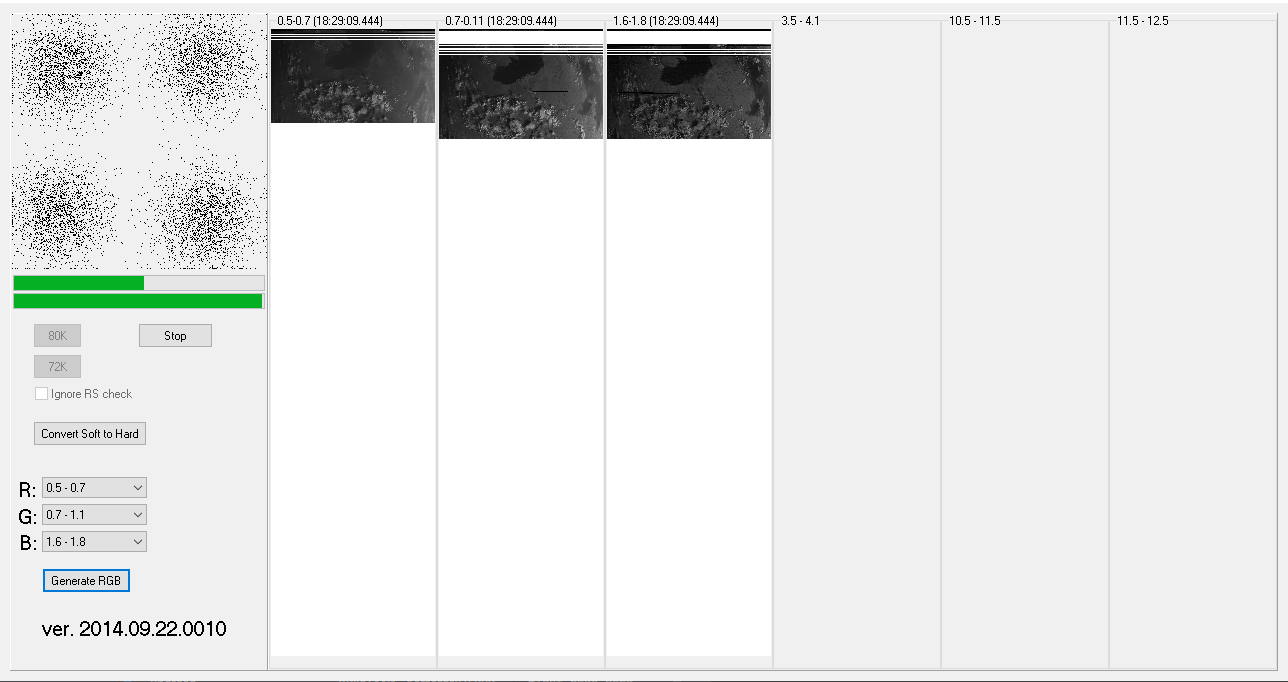 0.5-0.7 (18:29:09.444)
0.7-0.11 (18:29:09.444)
1.6-1.8 (18:29:09.444)
3.5 - 4.1
10.5 - 11.5
11.5 - 12.5
80K
Stop
72K
Ignore RS check
Convert Soft to Hard
R: 0.5 - 0.7
G: 0.7 - 1.1
B: 1.6 - 1.8
Generate RGB
ver. 2014.09.22.0010